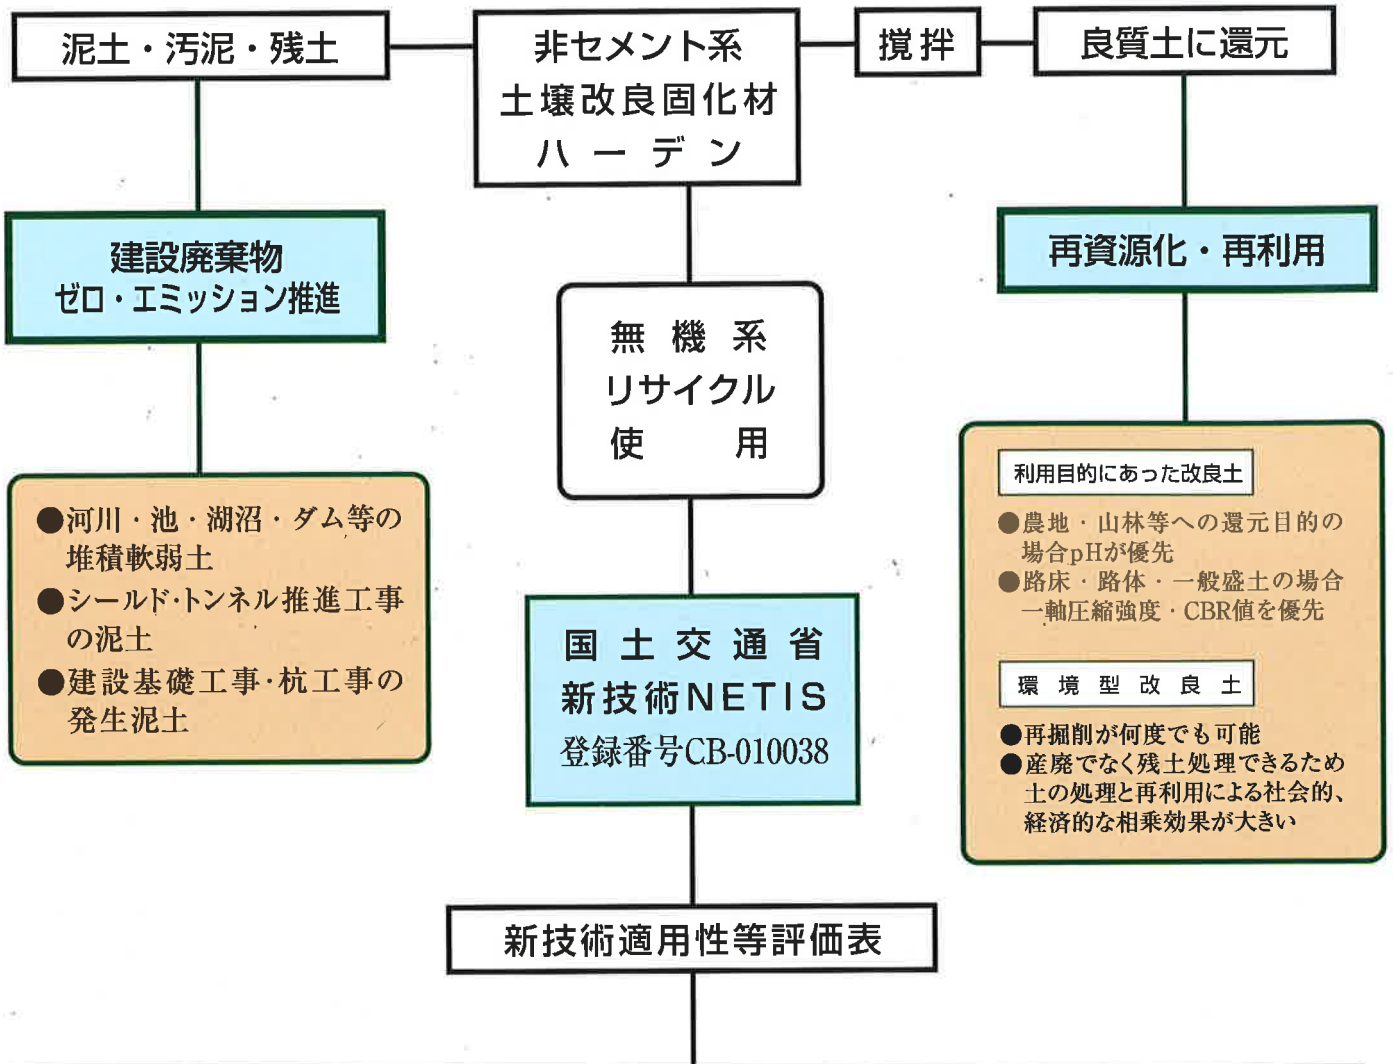 泥土・汚泥・残土
非セメント系
土壌改良固化材
ハーデン
撹拌
良質土に還元
建設廃棄物
ゼロ・エミッション推進
再資源化・再利用
無機系
リサイクル
使用
●河川・池・湖沼・ダム等の
堆積軟弱土
●シールド・トンネル推進工事
の泥土
●建設基礎工事・杭工事の
発生泥土
利用目的にあった改良土
●農地・山林等への還元目的の
場合pHが優先
●路床・路体・一般盛土の場合
一軸圧縮強度・CBR値を優先
環境型改良土
●再掘削が何度でも可能
●産廃でなく残土処理できるため
土の処理と再利用による社会的、
経済的な相乗効果が大きい
国土交通省
新技術NETIS
登録番号CB-010038
新技術適用性等評価表